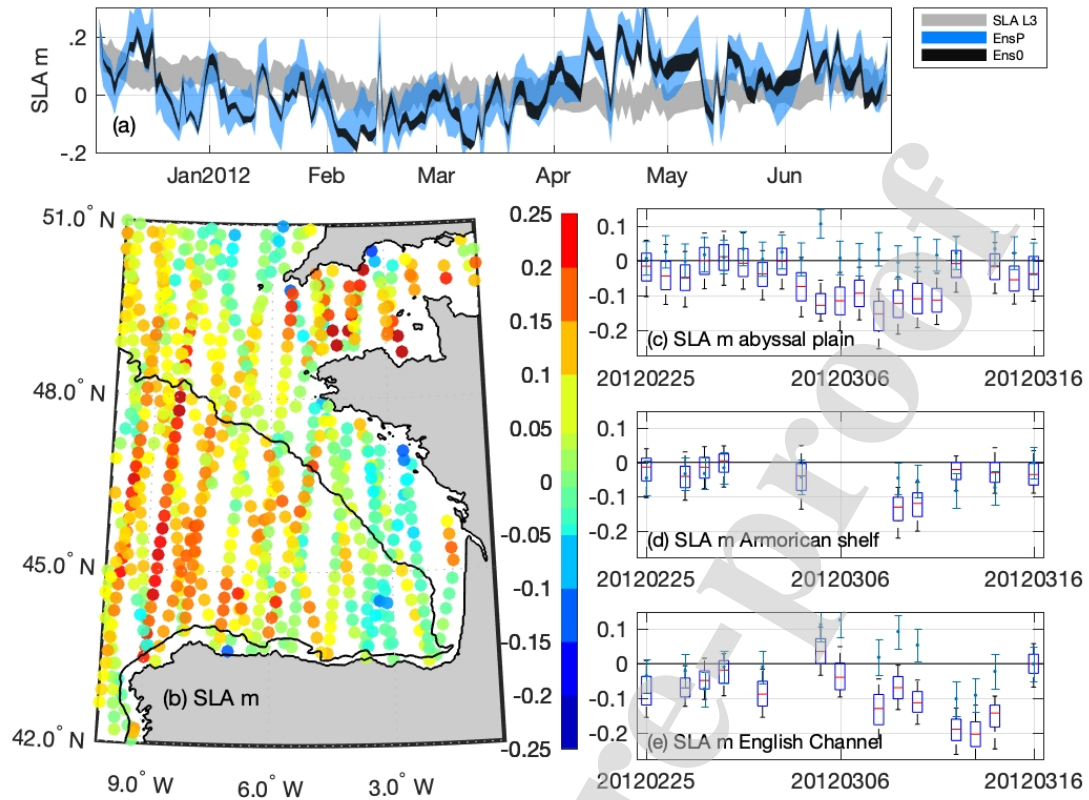 SLA L3
EnsP
Ens0
SLA m
.2
0
-.2
(a)
Jan2012 Feb Mar Apr May Jun
51.0° N
48.0° N
45.0° N
42.0° N
9.0° W 6.0° W 3.0° W
(b) SLA m
0.25
0.2
0.15
0.1
0.05
0
-0.05
-0.1
-0.15
-0.2
-0.25
0.1
0
-0.1
-0.2
(c) SLA m abyssal plain
20120225 20120306 20120316
0.1
0
-0.1
-0.2
(d) SLA m Armorican shelf
20120225 20120306 20120316
0.1
0
-0.1
-0.2
(e) SLA m English Channel
20120225 20120306 20120316
re-proof